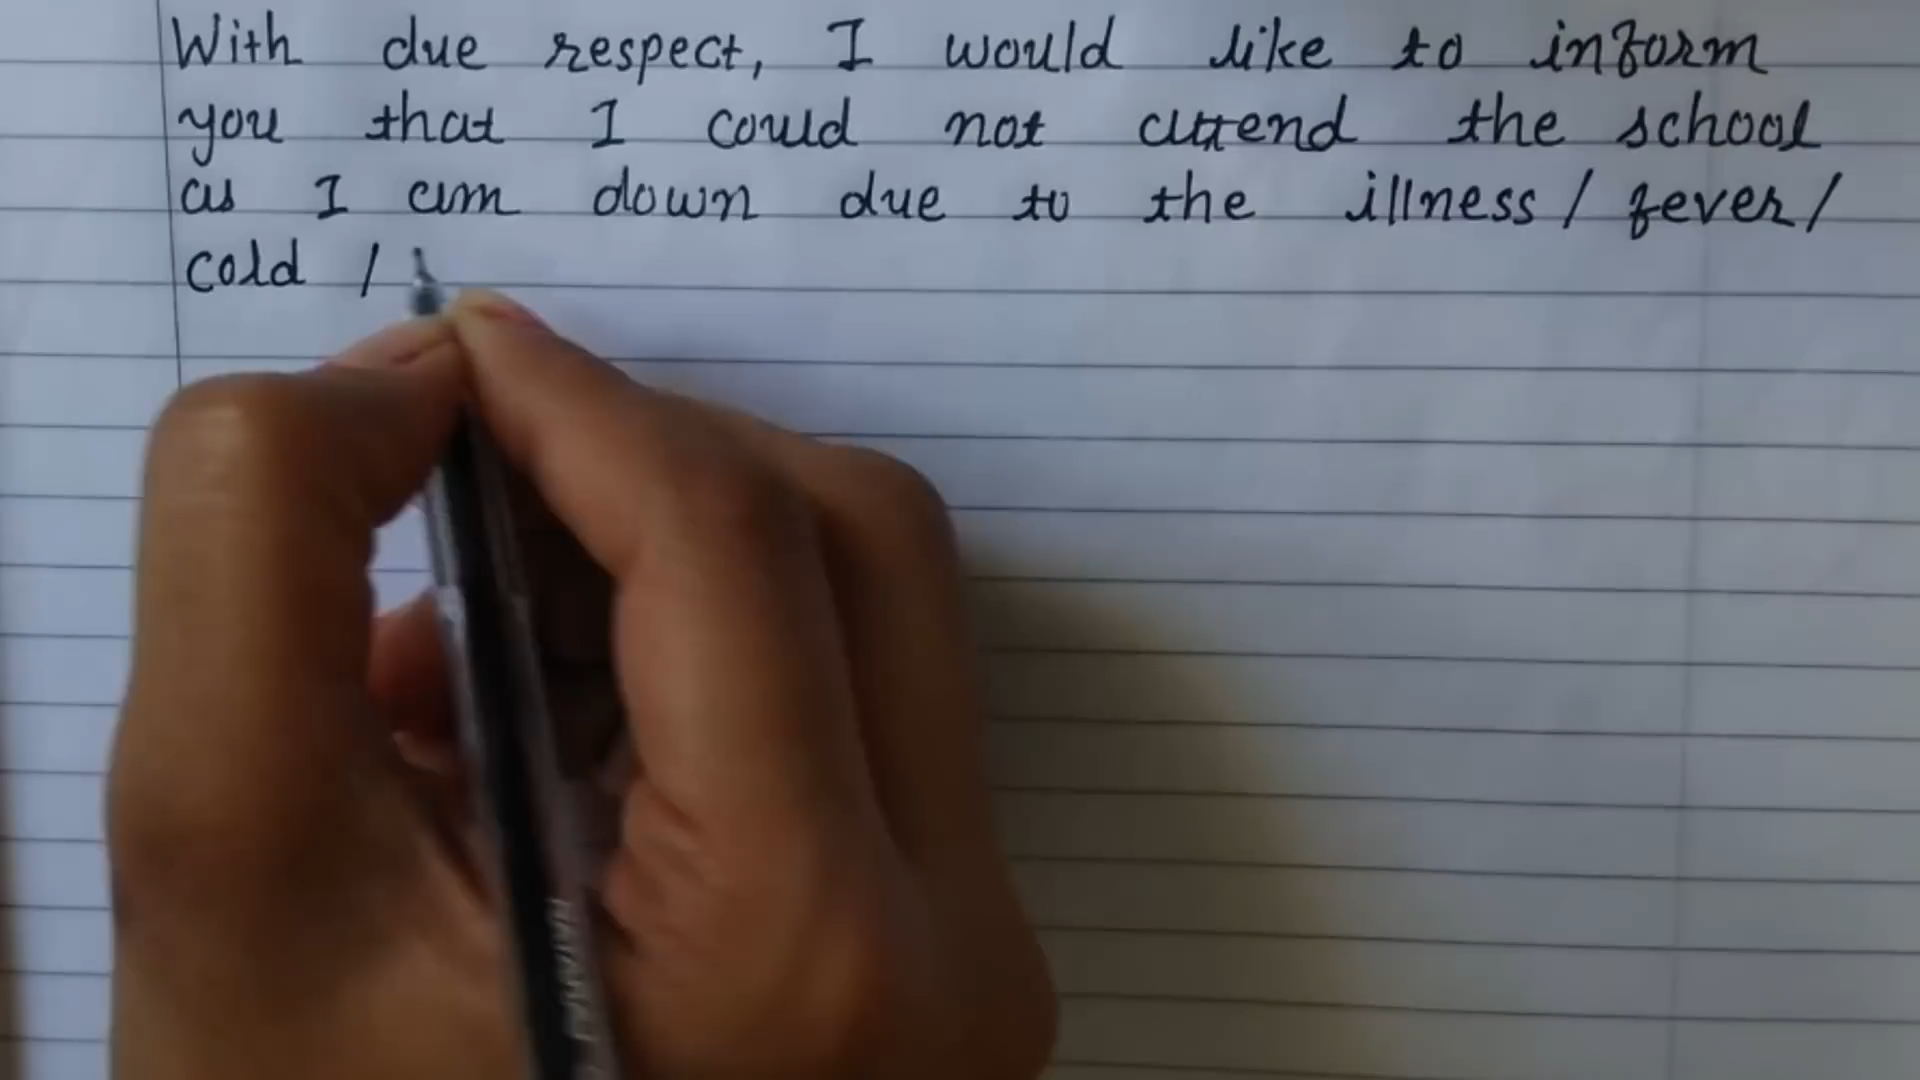 With due respect, I would like to inform
you that I could not attend the school
as I am down due to the illness / fever /
cold /